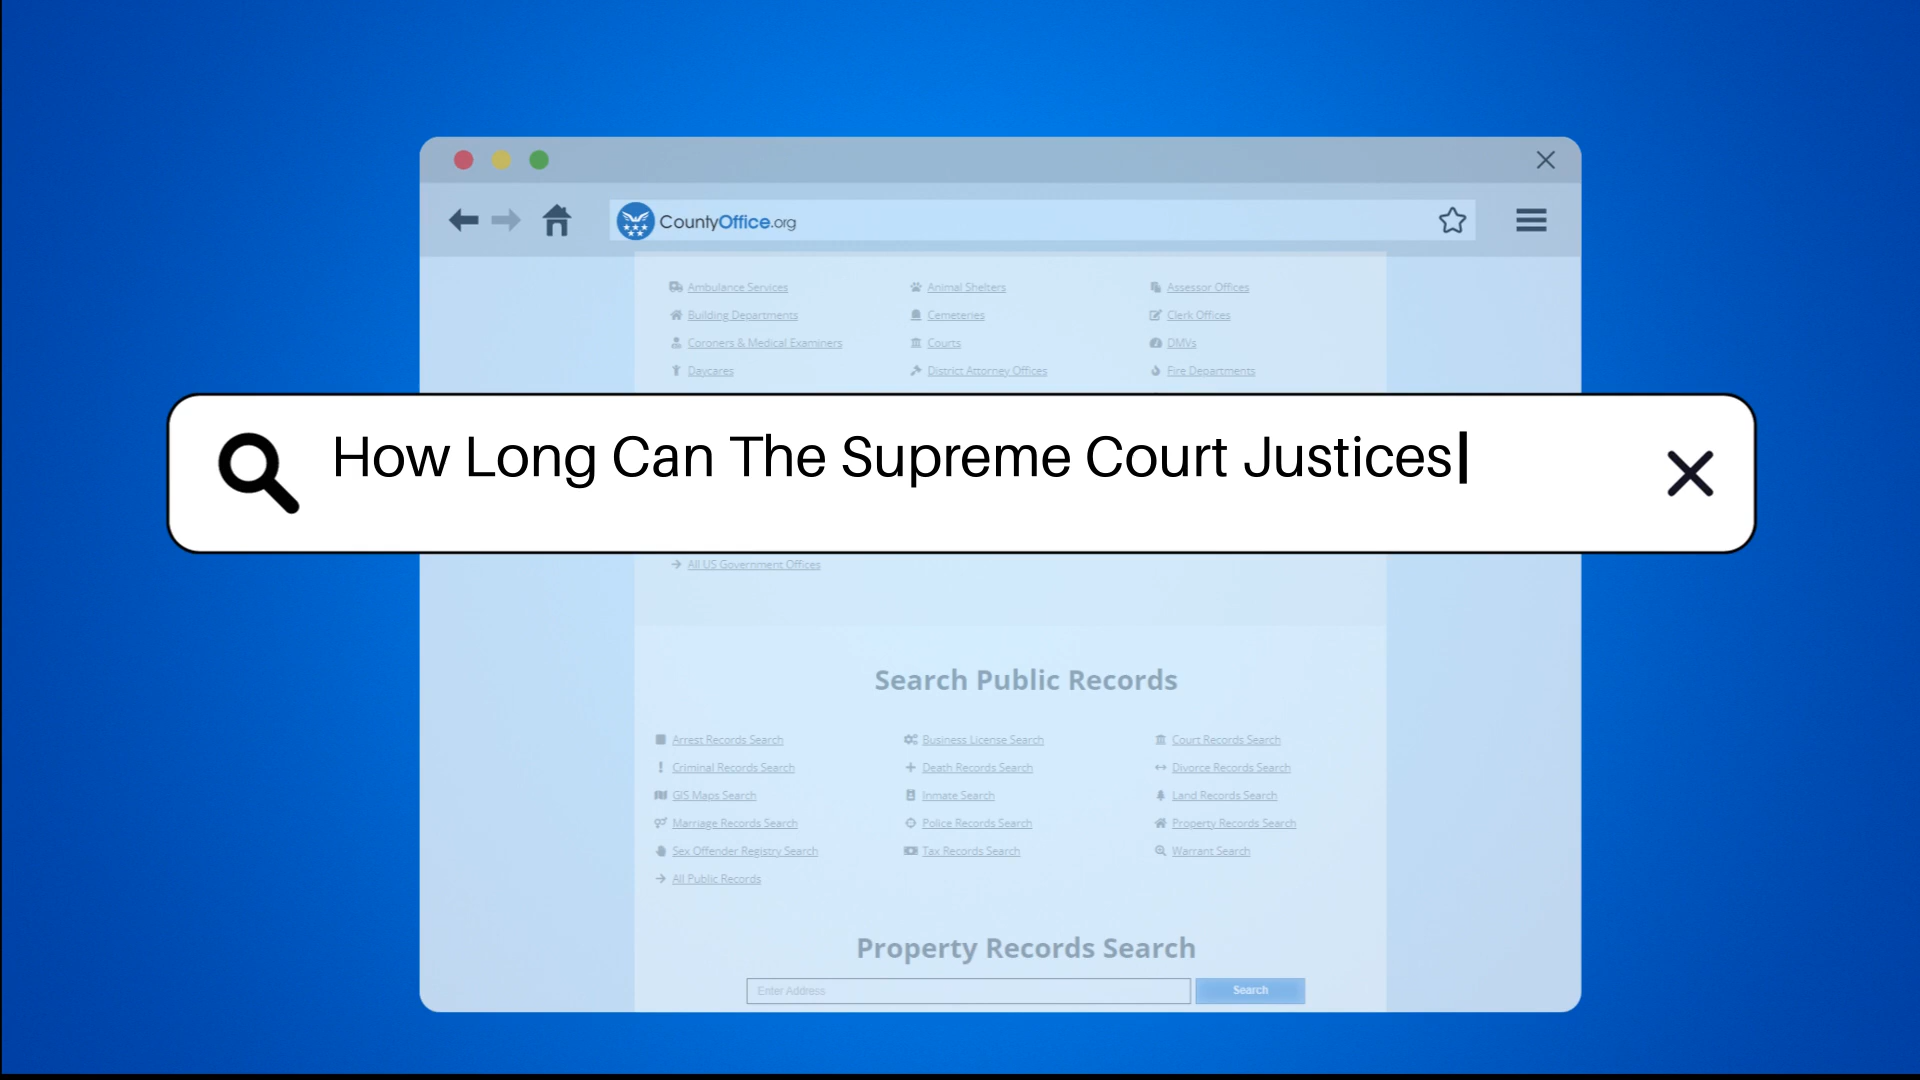 CountyOffice.org
Ambulance Services Animal Shelters Assessor Offices
Building Departments Cemeteries Clerk Offices
Coroners & Medical Examiners Courts DMVs
Daycares District Attorney Offices Fire Departments
How Long Can The Supreme Court Justices
All US Government Offices
Search Public Records
Arrest Records Search Business License Search Court Records Search
Criminal Records Search Death Records Search Divorce Records Search
GIS Maps Search Inmate Search Land Records Search
Marriage Records Search Police Records Search Property Records Search
Sex Offender Registry Search Tax Records Search Warrant Search
All Public Records
Property Records Search
Enter Address Search